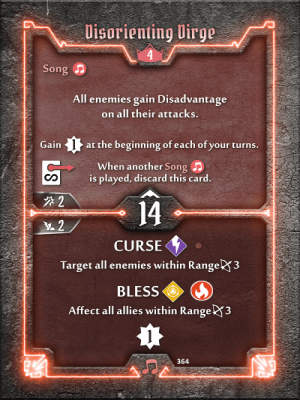 Disorienting Dirge
4
Song
All enemies gain Disadvantage
on all their attacks.
Gain 1 at the beginning of each of your turns.
When another Song
is played, discard this card.
2
14
2
CURSE
Target all enemies within Range 3
BLESS
Affect all allies within Range 3
1
364